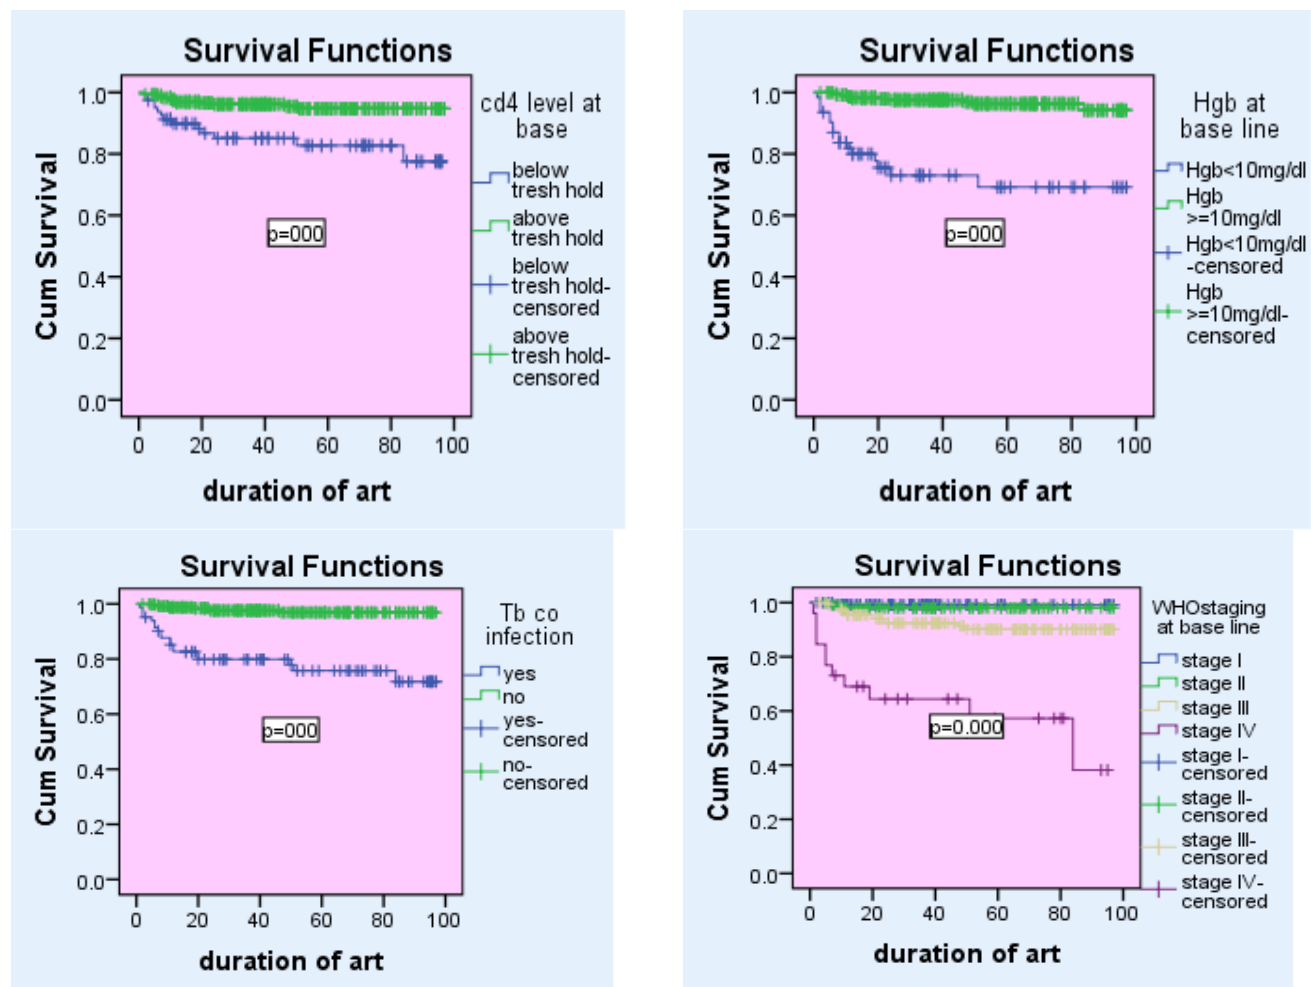 Survival Functions
Cum Survival
1.0
0.8
0.6
0.4
0.2
0.0
p=000
0 20 40 60 80 100
duration of art
cd4 level at
base
below
tresh hold
above
tresh hold
below
tresh hold-
censored
above
tresh hold-
censored
Survival Functions
Cum Survival
1.0
0.8
0.6
0.4
0.2
0.0
p=000
0 20 40 60 80 100
duration of art
Hgb at
base line
Hgb<10mg/dl
Hgb
>=10mg/dl
Hgb<10mg/dl
-censored
Hgb
>=10mg/dl-
censored
Survival Functions
Cum Survival
1.0
0.8
0.6
0.4
0.2
0.0
p=000
0 20 40 60 80 100
duration of art
Tb co
infection
yes
no
yes-
censored
no-
censored
Survival Functions
Cum Survival
1.0
0.8
0.6
0.4
0.2
0.0
p=0.000
0 20 40 60 80 100
duration of art
WHOstaging
at base line
stage I
stage II
stage III
stage IV
stage I-
censored
stage II-
censored
stage III-
censored
stage IV-
censored